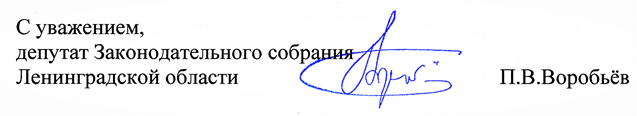 С уважением,
депутат Законодательного собрания
Ленинградской области П.В.Воробьёв